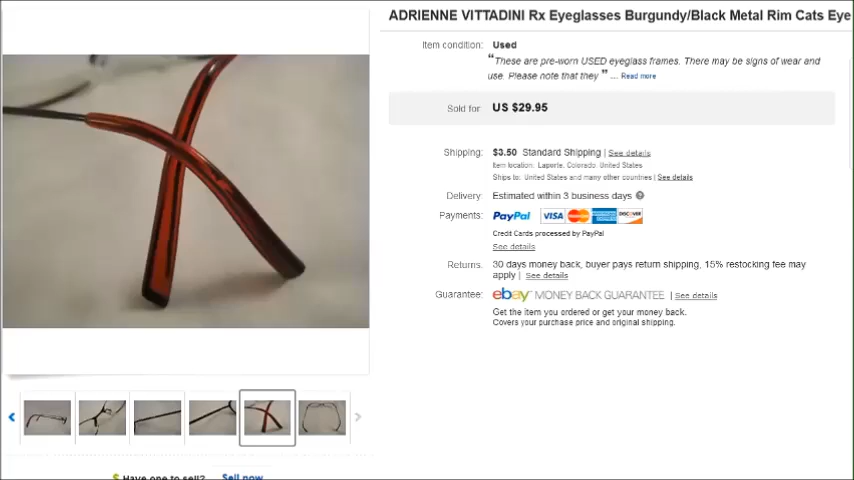 ADRIENNE VITTADINI Rx Eyeglasses Burgundy/Black Metal Rim Cats Eye
Item condition: Used
“These are pre-worn USED eyeglass frames. There may be signs of wear and
use. Please note that they ” ... Read more
Sold for: US $29.95
Shipping: $3.50 Standard Shipping | See details
Item location: Laporte, Colorado, United States
Ships to: United States and many other countries | See details
Delivery: Estimated within 3 business days
Payments: PayPal VISA MasterCard DISCOVER
Credit Cards processed by PayPal
See details
Returns: 30 days money back, buyer pays return shipping, 15% restocking fee may
apply | See details
Guarantee: ebay MONEY BACK GUARANTEE | See details
Get the item you ordered or get your money back.
Covers your purchase price and original shipping.
$ Have one to sell? Sell now